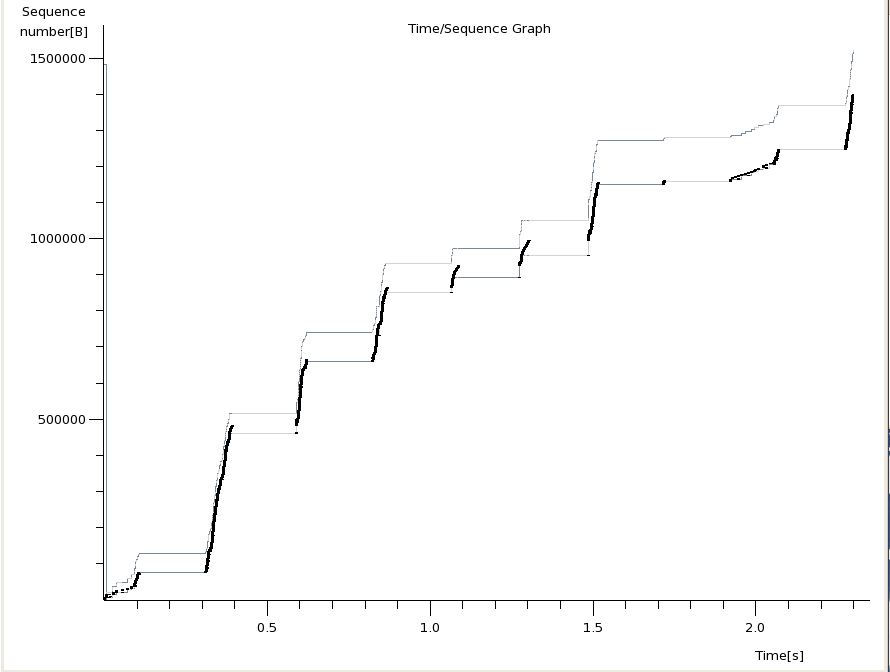 Sequence
number[B]
Time/Sequence Graph
1500000
1000000
500000
0.5
1.0
1.5
2.0
Time[s]